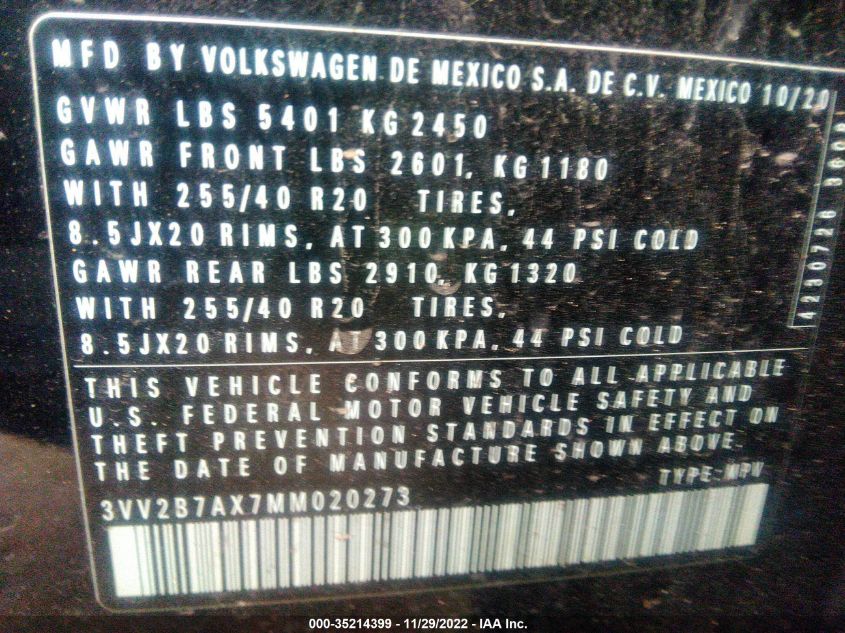 MFD BY VOLKSWAGEN DE MEXICO S.A. DE C.V. MEXICO 10/20
GVWR LBS 5401 KG 2450
GAWR FRONT LBS 2601, KG 1180
WITH 255/40 R20 TIRES,
8.5JX20 RIMS, AT 300 KPA, 44 PSI COLD
GAWR REAR LBS 2910, KG 1320
WITH 255/40 R20 TIRES,
8.5JX20 RIMS, AT 300 KPA, 44 PSI COLD
4230726
THIS VEHICLE CONFORMS TO ALL APPLICABLE
U.S. FEDERAL MOTOR VEHICLE SAFETY AND
THEFT PREVENTION STANDARDS IN EFFECT ON
THE DATE OF MANUFACTURE SHOWN ABOVE.
TYPE-MPV
3VV2B7AX7MM020273
000-35214399 - 11/29/2022 - IAA Inc.